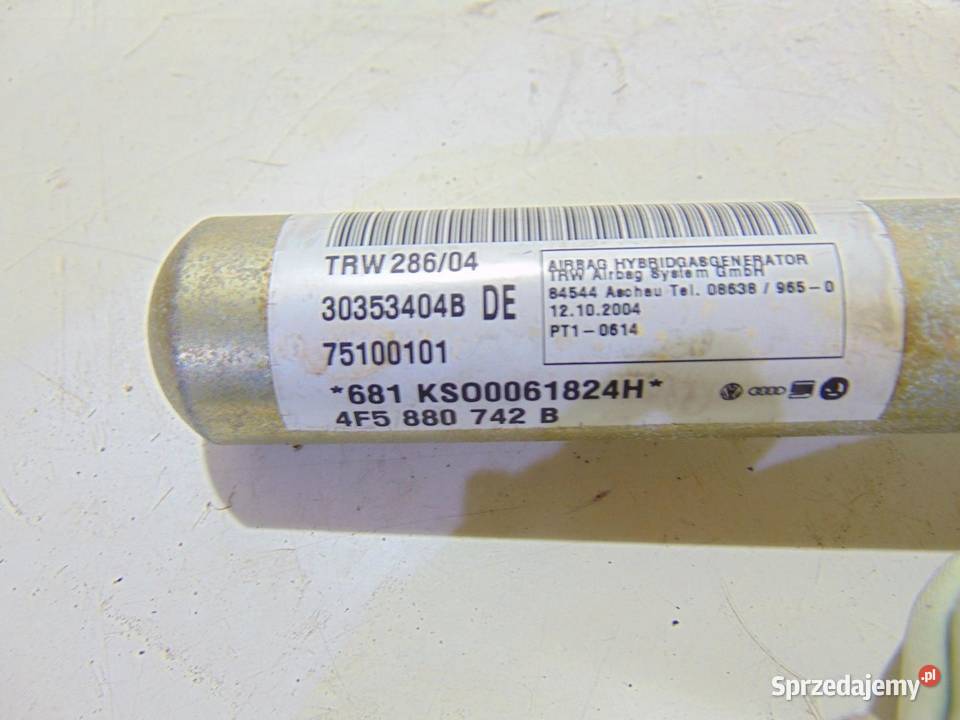 TRW 286/04
30353404B DE
75100101
*681 KSO0061824H*
4F5 880 742 B
AIRBAG HYBRIDGASGENERATOR
TRW Airbag System GmbH
84544 Aschau Tel. 08638 / 965-0
12.10.2004
PT1-0614
Audi
Sprzedajemy.pl